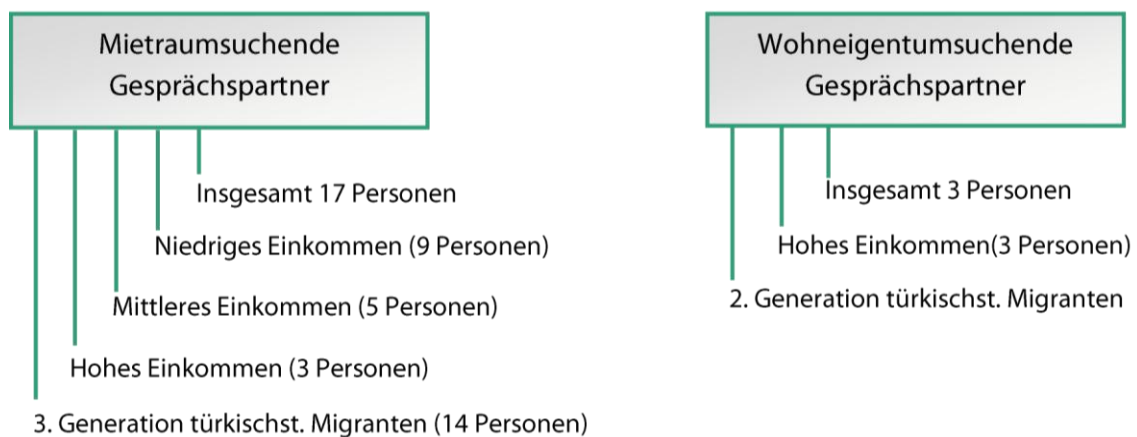 Mietraumsuchende
Gesprächspartner
Insgesamt 17 Personen
Niedriges Einkommen (9 Personen)
Mittleres Einkommen (5 Personen)
Hohes Einkommen (3 Personen)
3. Generation türkischst. Migranten (14 Personen)
Wohneigentumsuchende
Gesprächspartner
Insgesamt 3 Personen
Hohes Einkommen(3 Personen)
2. Generation türkischst. Migranten